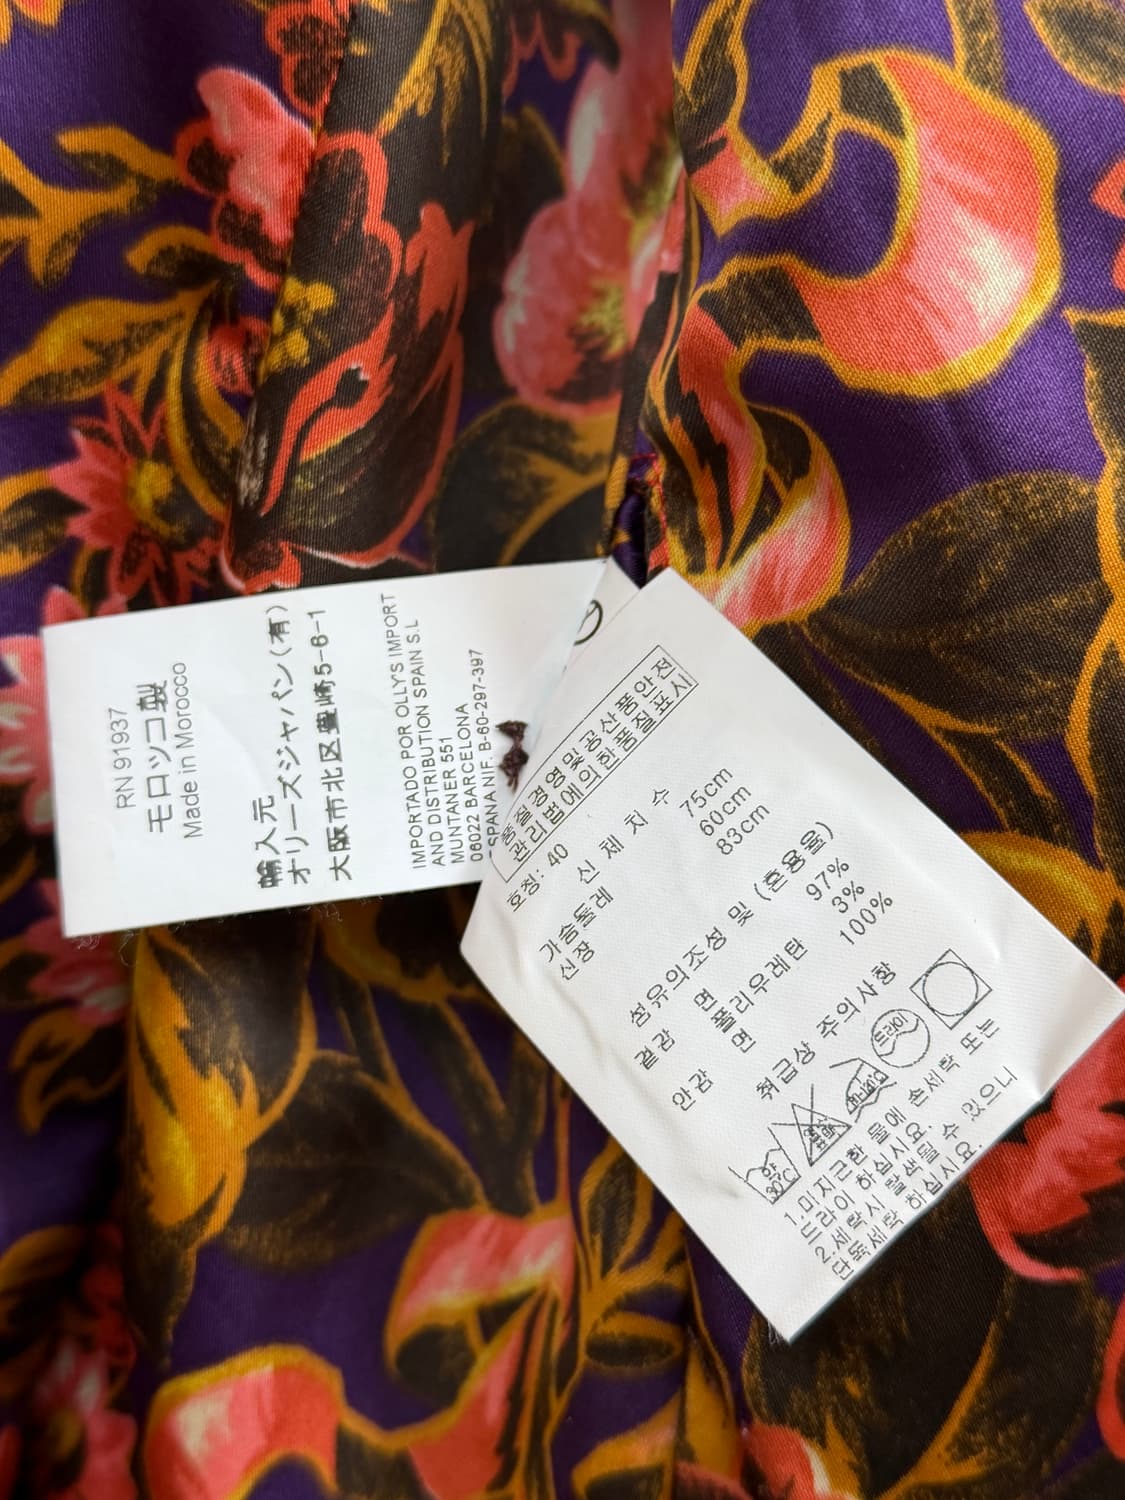 RN 91937
モロッコ製
Made in Morocco
輸入元
オリーズジャパン(有)
大阪市北区豊崎5-6-1
IMPORTADO POR OLLYS IMPORT
AND DISTRIBUTION SPAIN S.L
MUNTANER 551
08022 BARCELONA
SPANA NIF. B-60-297-397
품질경영및공산품안전
관리법에의한품질표시
호칭: 40
신 체 치 수
가슴둘레 75cm
60cm
신장 83cm
섬유의조성 및 (혼용율)
겉감 면 97%
폴리우레탄 3%
안감 면 100%
취급상 주의사항
약
30°C
드라이
1.미지근한 물에 손세탁 또는
드라이 하십시요.
2.세탁시 탈색될 수 있으니
단독세탁 하십시요.